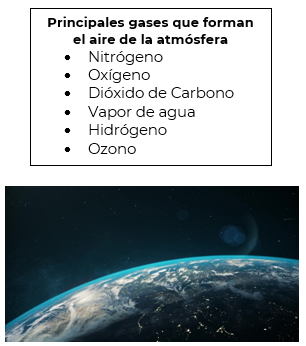 Principales gases que forman
el aire de la atmósfera
• Nitrógeno
• Oxígeno
• Dióxido de Carbono
• Vapor de agua
• Hidrógeno
• Ozono